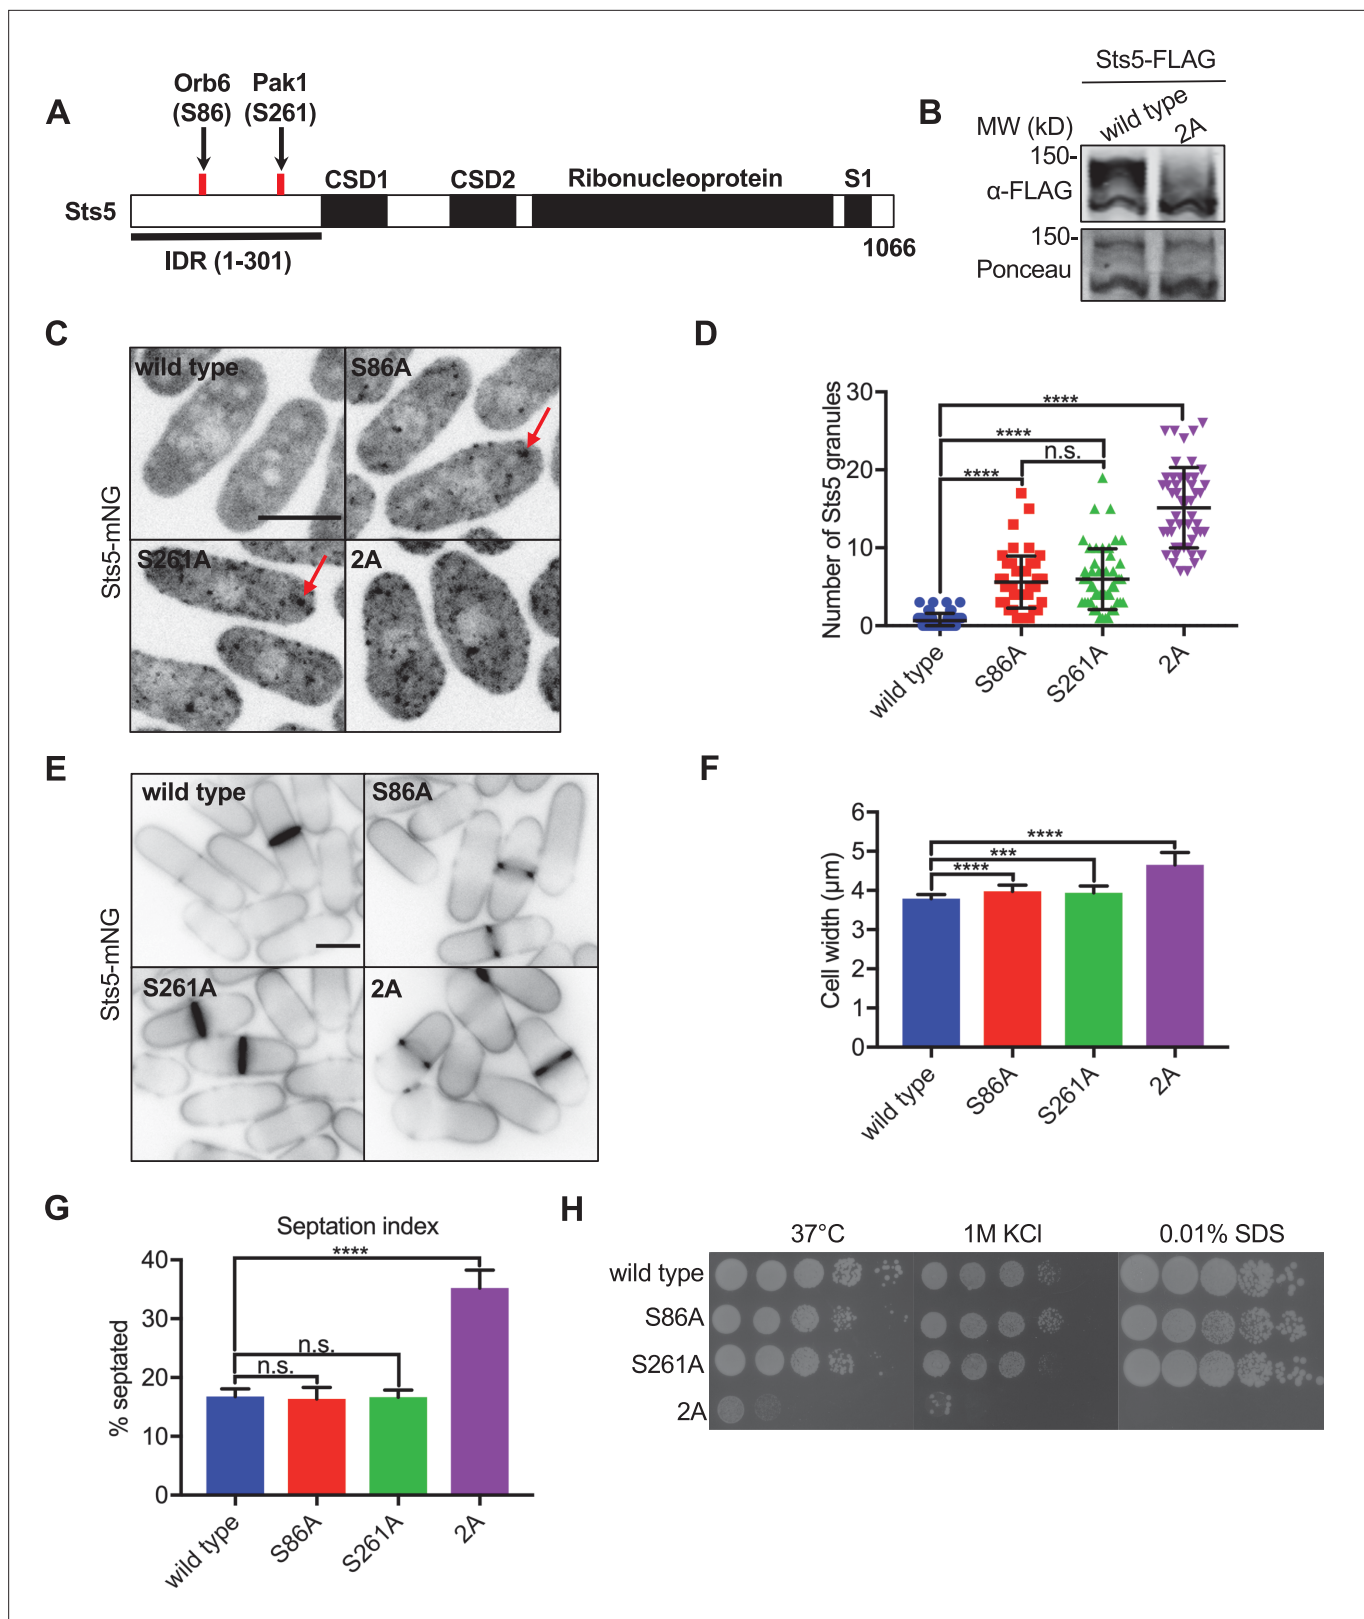 A
Orb6
(S86)
Pak1
(S261)
Sts5
CSD1
CSD2
Ribonucleoprotein
S1
IDR (1-301)
1066
B
Sts5-FLAG
MW (kD)
wild type
2A
150-
α-FLAG
150-
Ponceau
C
Sts5-mNG
wild type
S86A
S261A
2A
D
Number of Sts5 granules
30
20
10
0
****
****
n.s.
****
wild type
S86A
S261A
2A
E
Sts5-mNG
wild type
S86A
S261A
2A
F
Cell width (µm)
6
5
4
3
2
1
0
****
***
****
wild type
S86A
S261A
2A
G
Septation index
% septated
40
30
20
10
0
****
n.s.
n.s.
wild type
S86A
S261A
2A
H
37°C
1M KCl
0.01% SDS
wild type
S86A
S261A
2A